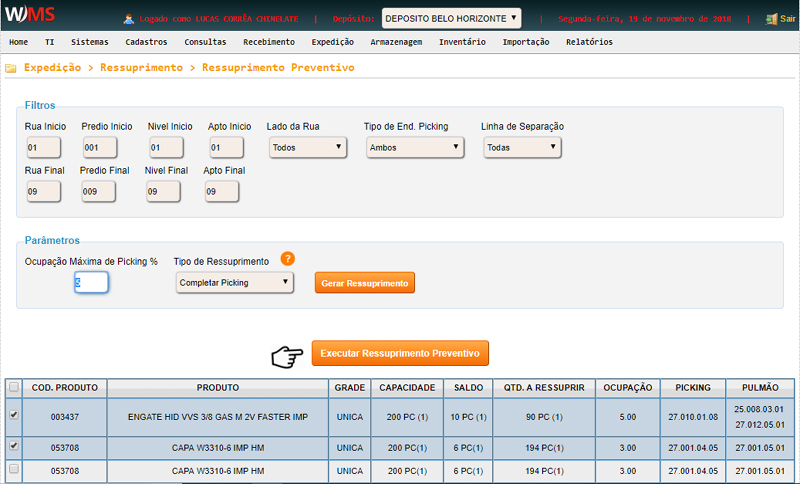 WMS
Logado como LUCAS CORRÊA CHINELATE | Depósito: DEPOSITO BELO HORIZONTE | Segunda-feira, 19 de novembro de 2018 | Sair
Home TI Sistemas Cadastros Consultas Recebimento Expedição Armazenagem Inventário Importação Relatórios
Expedição > Ressuprimento > Ressuprimento Preventivo
Filtros
Rua Inicio Predio Inicio Nivel Inicio Apto Inicio Lado da Rua Tipo de End. Picking Linha de Separação
01 001 01 01 Todos Ambos Todas
Rua Final Predio Final Nivel Final Apto Final
09 009 09 09
Parâmetros
Ocupação Máxima de Picking % Tipo de Ressuprimento ?
5 Completar Picking Gerar Ressuprimento
Executar Ressuprimento Preventivo
COD. PRODUTO PRODUTO GRADE CAPACIDADE SALDO QTD. A RESSUPRIR OCUPAÇÃO PICKING PULMÃO
003437 ENGATE HID VVS 3/8 GAS M 2V FASTER IMP UNICA 200 PC (1) 10 PC (1) 90 PC (1) 5.00 27.010.01.08 25.008.03.01
27.012.05.01
053708 CAPA W3310-6 IMP HM UNICA 200 PC(1) 6 PC(1) 194 PC(1) 3.00 27.001.04.05 27.001.05.01
053708 CAPA W3310-6 IMP HM UNICA 200 PC(1) 6 PC(1) 194 PC(1) 3.00 27.001.04.05 27.001.05.01